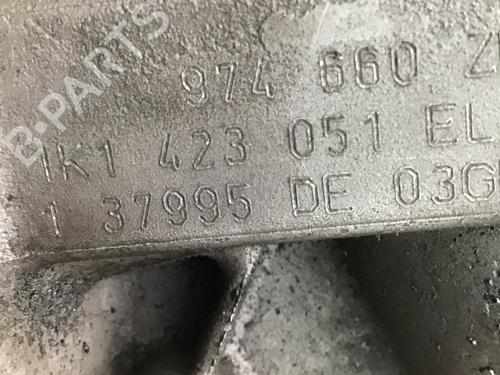 B-PARTS
974 660 Z
1K1 423 051 EL
1 37995 DE 03G